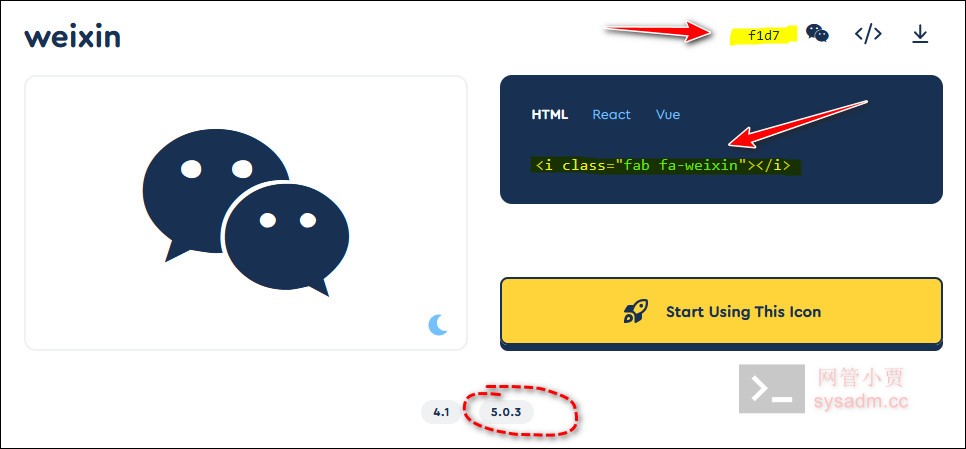 weixin
f1d7
HTML React Vue
<i class="fab fa-weixin"></i>
Start Using This Icon
4.1 5.0.3
网管小贾
sysadm.cc